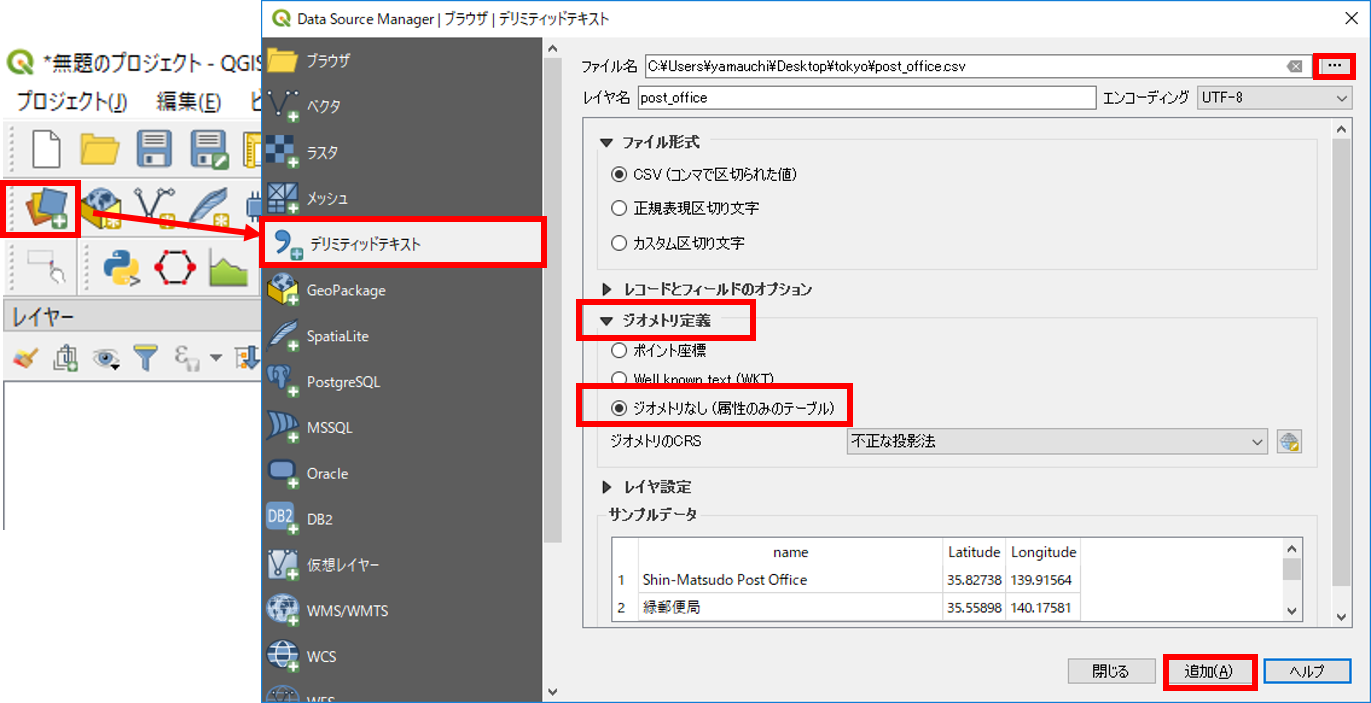 *無題のプロジェクト - QGIS
プロジェクト(J) 編集(E)
レイヤー
Data Source Manager | ブラウザ | デリミティッドテキスト
ブラウザ
ベクタ
ラスタ
メッシュ
デリミティッドテキスト
GeoPackage
SpatiaLite
PostgreSQL
MSSQL
Oracle
DB2
DB2
仮想レイヤー
WMS/WMTS
WCS
WFS
ファイル名 C:¥Users¥yamauchi¥Desktop¥tokyo¥post_office.csv ...
レイヤ名 post_office エンコーディング UTF-8
ファイル形式
CSV (コンマで区切られた値)
正規表現区切り文字
カスタム区切り文字
レコードとフィールドのオプション
ジオメトリ定義
ポイント座標
Well known text (WKT)
ジオメトリなし (属性のみのテーブル)
ジオメトリのCRS 不正な投影法
レイヤ設定
サンプルデータ
name Latitude Longitude
1 Shin-Matsudo Post Office 35.82738 139.91564
2 緑郵便局 35.55898 140.17581
閉じる 追加(A) ヘルプ